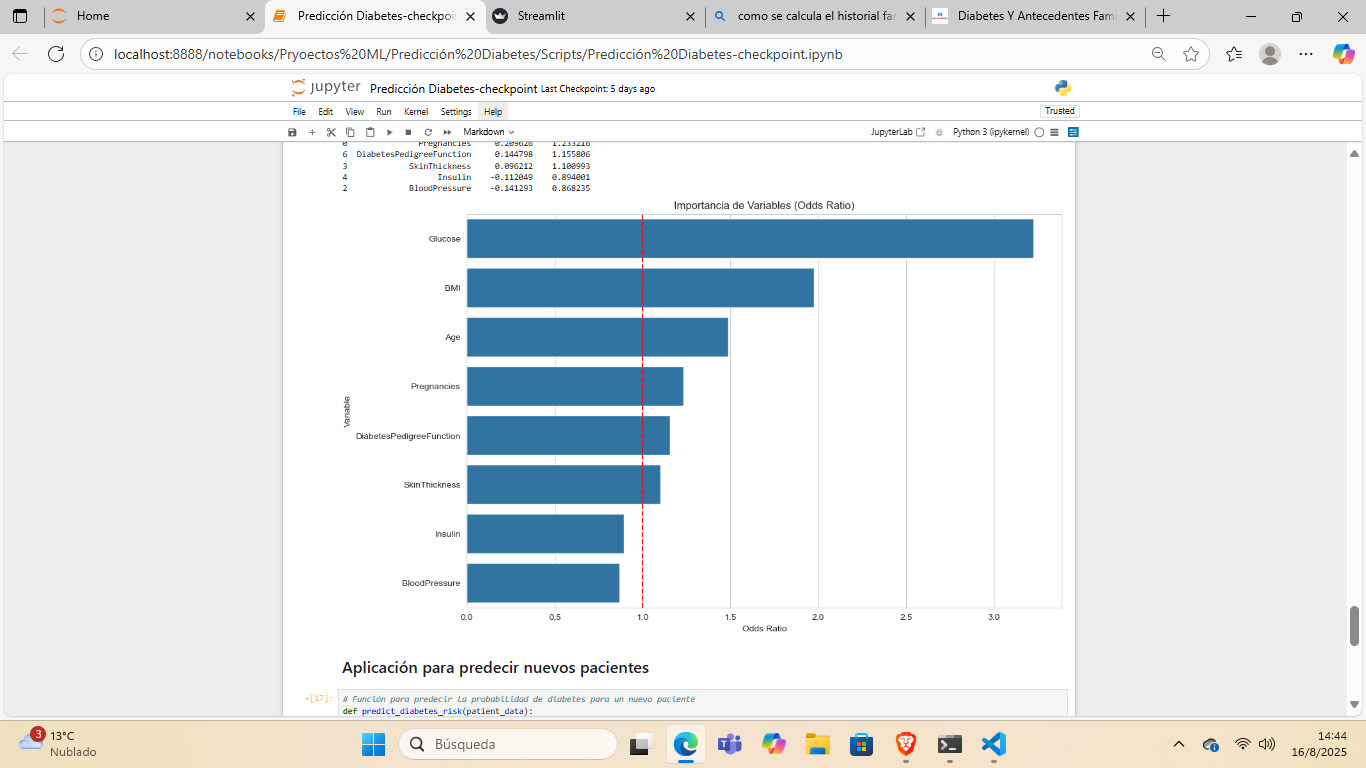 Home
Predicción Diabetes-checkpoin
Streamlit
como se calcula el historial far
Diabetes Y Antecedentes Fami
localhost:8888/notebooks/Pryoectos%20ML/Predicción%20Diabetes/Scripts/Predicción%20Diabetes-checkpoint.ipynb
jupyter Predicción Diabetes-checkpoint Last Checkpoint: 5 days ago
File Edit View Run Kernel Settings Help Trusted
Markdown JupyterLab Python 3 (ipykernel)
0 Pregnancies 0.209626 1.233216
6 DiabetesPedigreeFunction 0.144798 1.155806
3 SkinThickness 0.096212 1.100993
4 Insulin -0.112049 0.894001
2 BloodPressure -0.141293 0.868235
Importancia de Variables (Odds Ratio)
Glucose
BMI
Age
Pregnancies
Variable
DiabetesPedigreeFunction
SkinThickness
Insulin
BloodPressure
0.0 0.5 1.0 1.5 2.0 2.5 3.0
Odds Ratio
Aplicación para predecir nuevos pacientes
[17]: # Función para predecir la probabilidad de diabetes para un nuevo paciente
def predict_diabetes_risk(patient_data):
3
13°C
Nublado
Búsqueda
14:44
16/8/2025